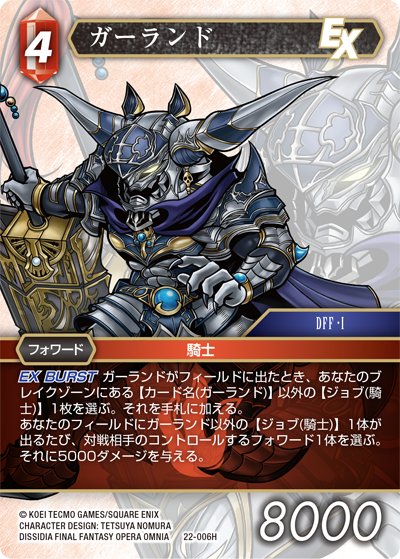 4
ガーランド
EX
DFF・I
フォワード
騎士
EX BURST ガーランドがフィールドに出たとき、あなたのブ
レイクゾーンにある【カード名(ガーランド)】以外の【ジョブ(騎
士)】1枚を選ぶ。それを手札に加える。
あなたのフィールドにガーランド以外の【ジョブ(騎士)】1体が
出るたび、対戦相手のコントロールするフォワード1体を選ぶ。
それに5000ダメージを与える。
© KOEI TECMO GAMES/SQUARE ENIX
CHARACTER DESIGN: TETSUYA NOMURA
DISSIDIA FINAL FANTASY OPERA OMNIA
22-006H
8000